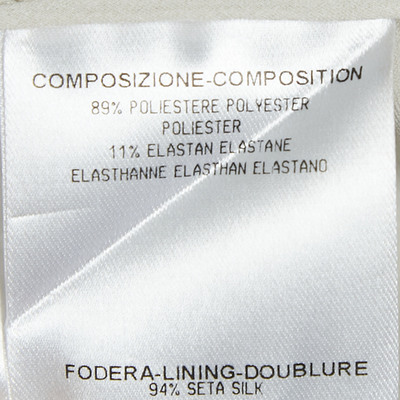 COMPOSIZIONE-COMPOSITION
89% POLIESTERE POLYESTER
POLIESTER
11% ELASTAN ELASTANE
ELASTHANNE ELASTHAN ELASTANO
FODERA-LINING-DOUBLURE
94% SETA SILK